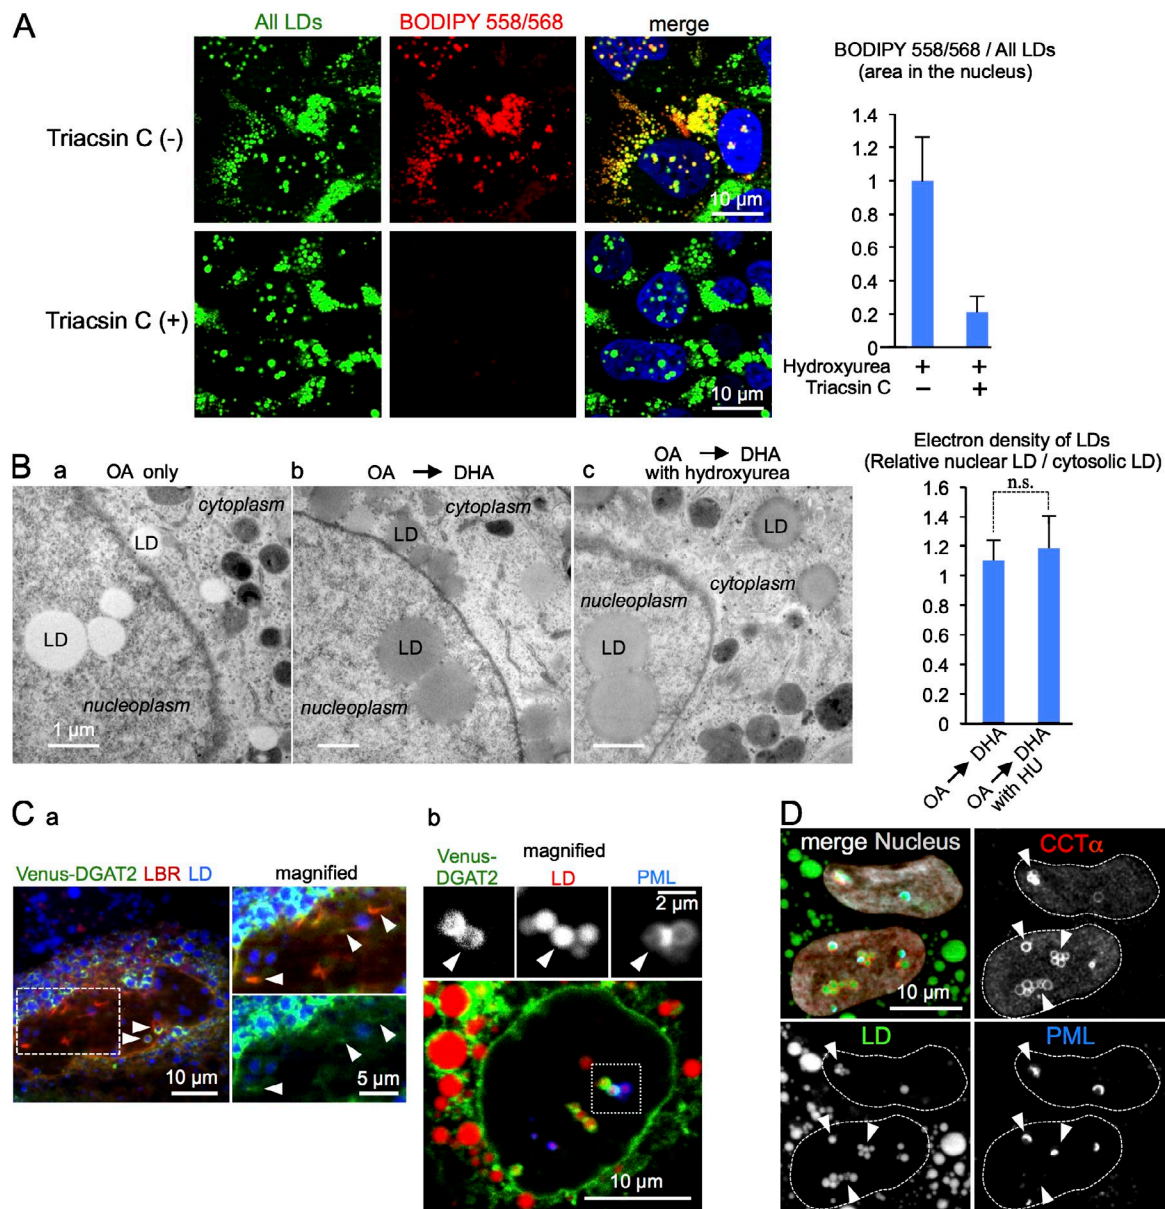 A
All LDs
BODIPY 558/568
merge
Triacsin C (-)
10 µm
Triacsin C (+)
10 µm
BODIPY 558/568 / All LDs
(area in the nucleus)
1.4
1.2
1
0.8
0.6
0.4
0.2
0
Hydroxyurea + +
Triacsin C − +
B
a
OA only
cytoplasm
LD
LD
nucleoplasm
1 µm
b
OA → DHA
cytoplasm
LD
LD
nucleoplasm
c
OA → DHA
with hydroxyurea
LD
cytoplasm
nucleoplasm
LD
Electron density of LDs
(Relative nuclear LD / cytosolic LD)
n.s.
1.6
1.4
1.2
1
0.8
0.6
0.4
0.2
0
OA → DHA
OA → DHA
with HU
C
a
Venus-DGAT2 LBR LD
magnified
10 µm
5 µm
b
Venus-
DGAT2
magnified
LD
PML
2 µm
10 µm
D
merge Nucleus
CCTα
10 µm
LD
PML